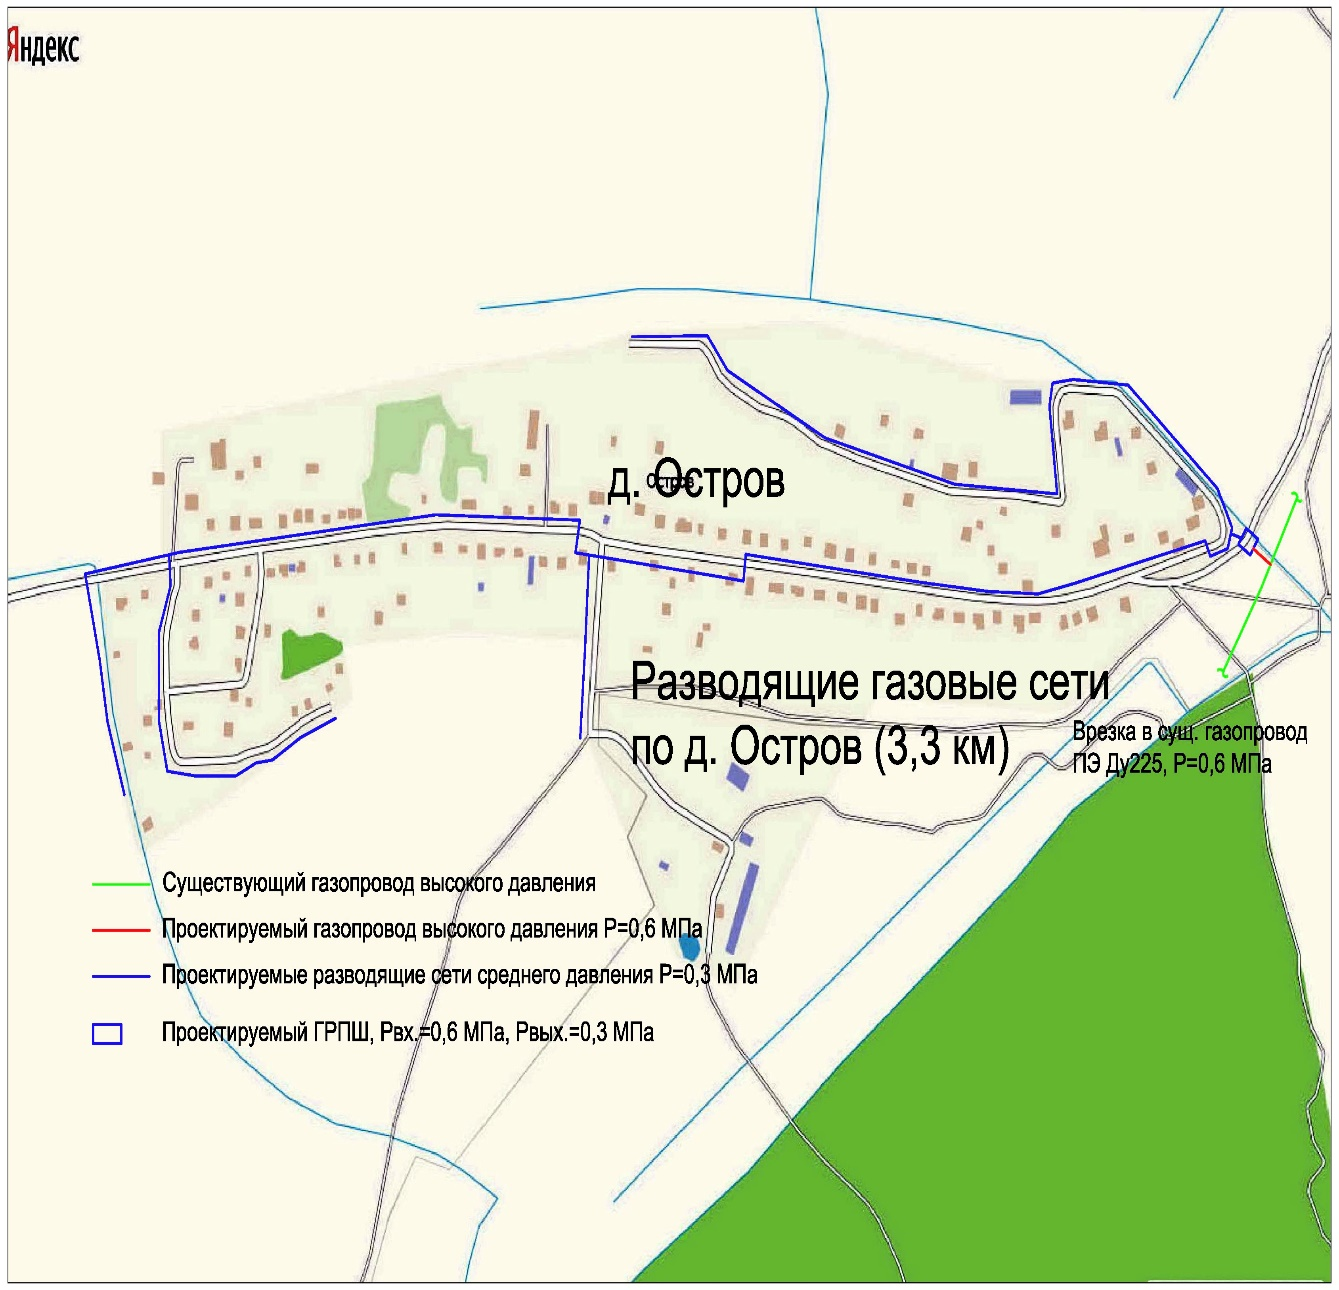 Яндекс
д. Остров
Остров
Разводящие газовые сети
по д. Остров (3,3 км)
Врезка в сущ. газопровод
ПЭ Ду225, Р=0,6 МПа
Существующий газопровод высокого давления
Проектируемый газопровод высокого давления Р=0,6 МПа
Проектируемые разводящие сети среднего давления Р=0,3 МПа
Проектируемый ГРПШ, Рвх.=0,6 МПа, Рвых.=0,3 МПа